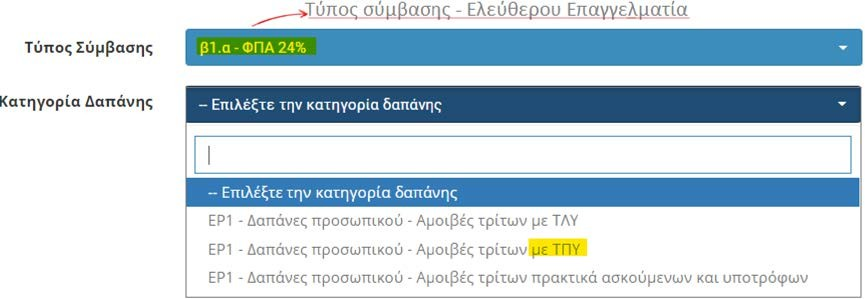 Τύπος σύμβασης - Ελεύθερου Επαγγελματία
Τύπος Σύμβασης
β1.α - ΦΠΑ 24%
Κατηγορία Δαπάνης
-- Επιλέξτε την κατηγορία δαπάνης
-- Επιλέξτε την κατηγορία δαπάνης
ΕΡ1 - Δαπάνες προσωπικού - Αμοιβές τρίτων με ΤΛΥ
ΕΡ1 - Δαπάνες προσωπικού - Αμοιβές τρίτων με ΤΠΥ
ΕΡ1 - Δαπάνες προσωπικού - Αμοιβές τρίτων πρακτικά ασκούμενων και υποτρόφων